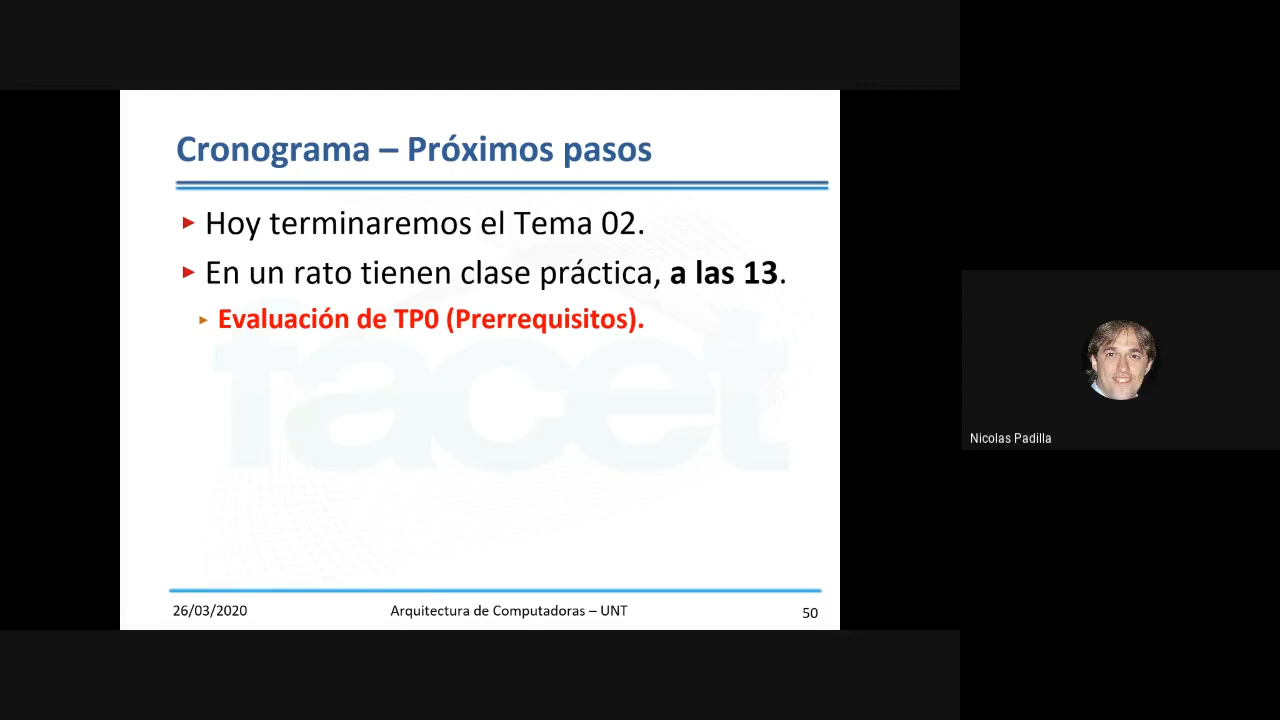 Cronograma – Próximos pasos
Hoy terminaremos el Tema 02.
En un rato tienen clase práctica, a las 13.
Evaluación de TP0 (Prerrequisitos).
facet
26/03/2020
Arquitectura de Computadoras – UNT
50
Nicolas Padilla